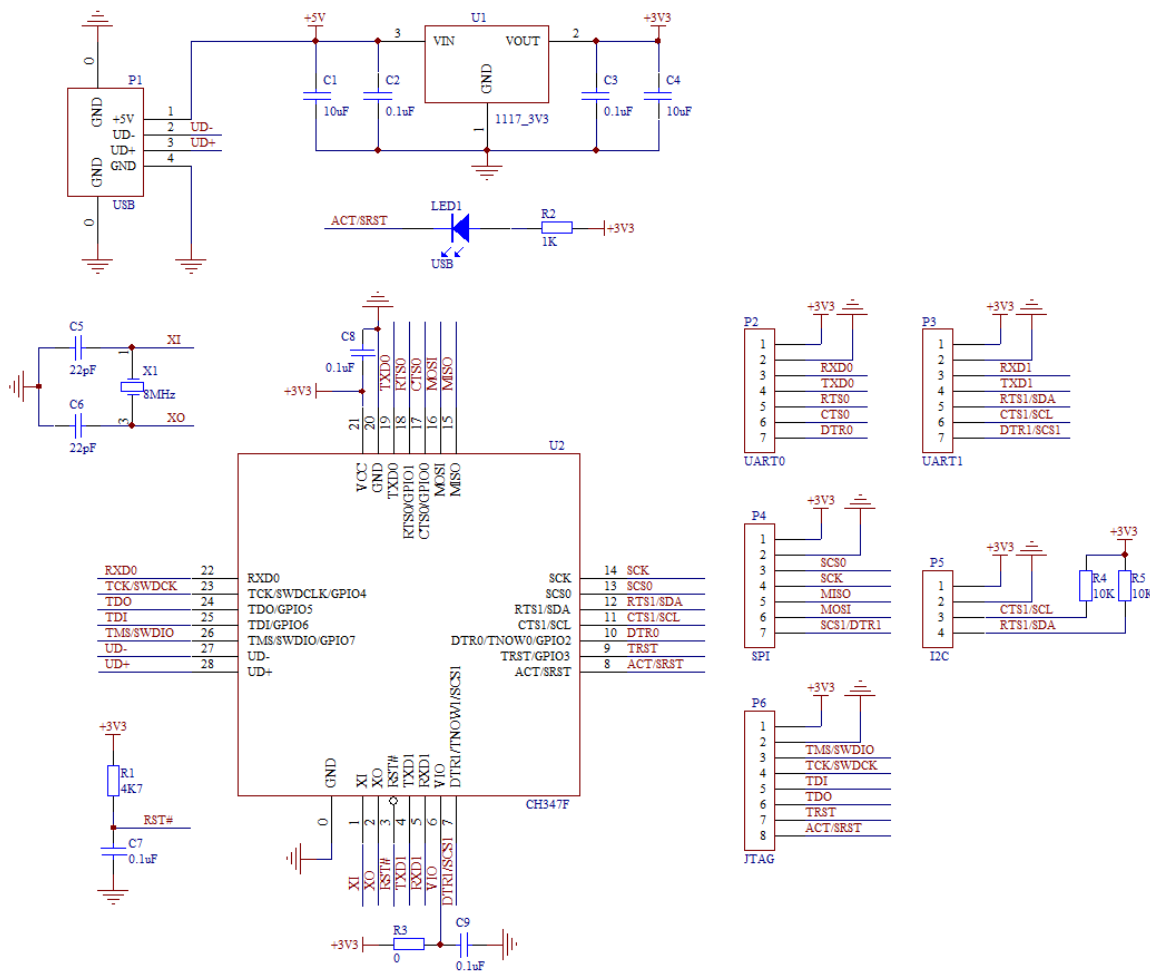 +5V
U1
+3V3
0
3
VIN
VOUT
2
GND
P1
C1
10uF
C2
0.1uF
C3
0.1uF
C4
10uF
1
1117_3V3
GND
+5V
1
UD-
2
UD-
UD+
3
UD+
GND
4
GND
USB
0
LED1
ACT/SRST
R2
1K
+3V3
USB
C5
22pF
XI
1
X1
8MHz
3
XO
C6
22pF
C8
0.1uF
+3V3
TXD0
RTS0
CTS0
MOSI
MISO
21
20
19
18
17
16
15
U2
VCC
GND
TXD0
RTS0/GPIO1
CTS0/GPIO0
MOSI
MISO
RXD0
22
RXD0
TCK/SWDCK
23
TCK/SWDCLK/GPIO4
TDO
24
TDO/GPIO5
TDI
25
TDI/GPIO6
TMS/SWDIO
26
TMS/SWDIO/GPIO7
UD-
27
UD-
UD+
28
UD+
SCK
14
SCK
SCS0
13
SCS0
RTS1/SDA
12
RTS1/SDA
CTS1/SCL
11
CTS1/SCL
DTR0/TNOW0/GPIO2
10
DTR0
TRST/GPIO3
9
TRST
ACT/SRST
8
ACT/SRST
GND
XI
XO
RST#
TXD1
RXD1
VIO
DTR1/TNOW1/SCS1
CH347F
0
1
2
3
4
5
6
7
XI
XO
RST#
TXD1
RXD1
VIO
DTR1/SCS1
+3V3
R1
4K7
RST#
C7
0.1uF
+3V3
R3
0
C9
0.1uF
P2
+3V3
1
2
3
RXD0
4
TXD0
5
RTS0
6
CTS0
7
DTR0
UART0
P3
+3V3
1
2
3
RXD1
4
TXD1
5
RTS1/SDA
6
CTS1/SCL
7
DTR1/SCS1
UART1
P4
+3V3
1
2
3
SCS0
4
SCK
5
MISO
6
MOSI
7
SCS1/DTR1
SPI
P5
+3V3
+3V3
R4
10K
R5
10K
1
2
3
CTS1/SCL
4
RTS1/SDA
I2C
P6
+3V3
1
2
3
TMS/SWDIO
4
TCK/SWDCK
5
TDI
6
TDO
7
TRST
8
ACT/SRST
JTAG